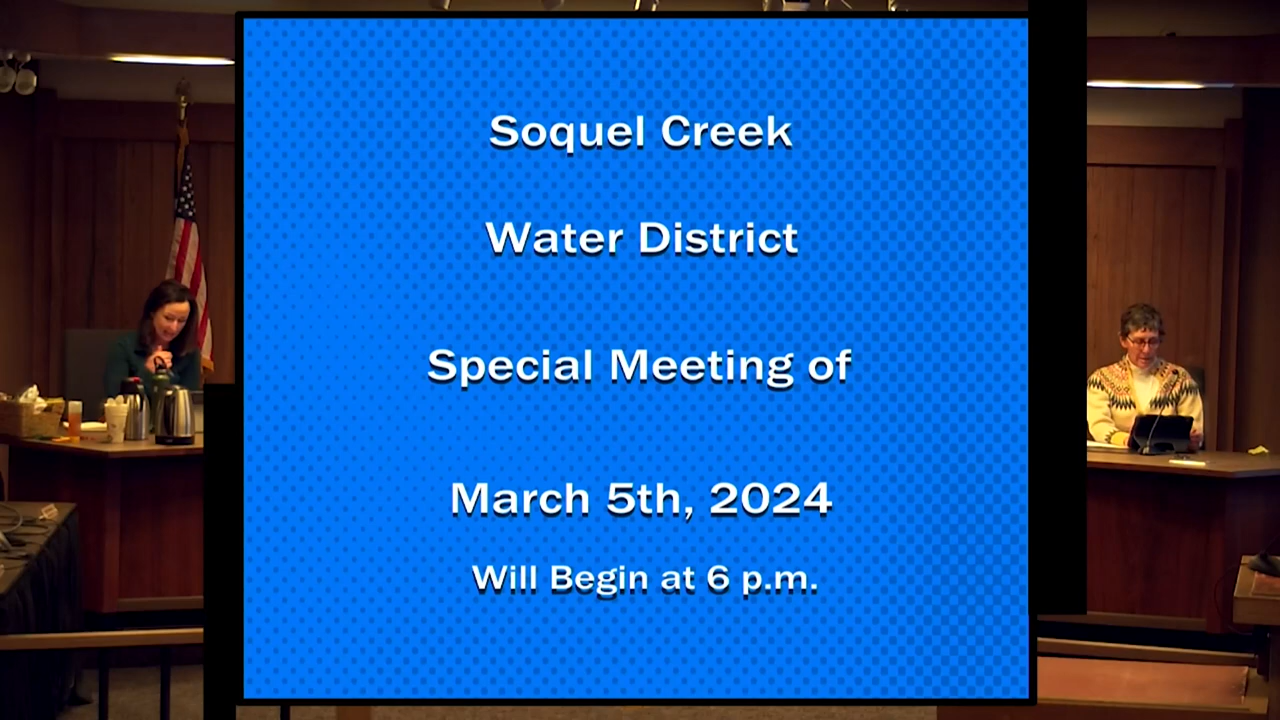 Soquel Creek
Water District
Special Meeting of
March 5th, 2024
Will Begin at 6 p.m.